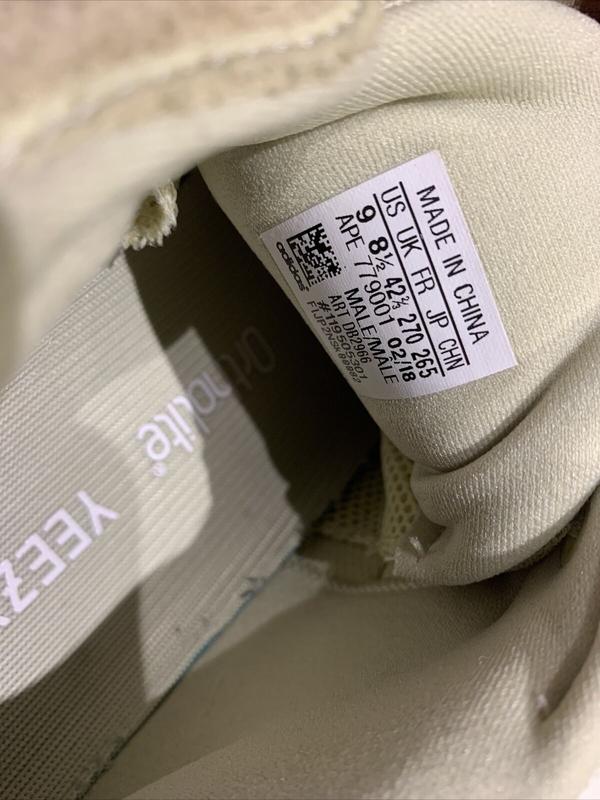 MADE IN CHINA
US UK FR JP CHN
9 8½ 42⅔ 270 265
APE 779001 02/18
MALE/MÂLE
ART DB2966
adidas
Ortholite®
YEEZY